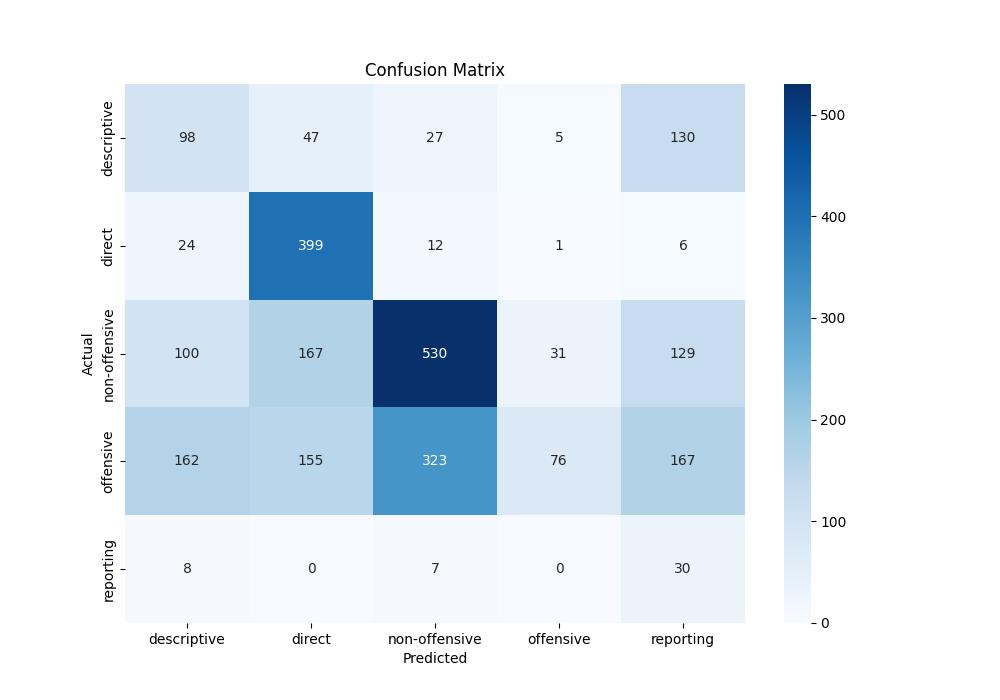 Confusion Matrix
descriptive 98 47 27 5 130
direct 24 399 12 1 6
non-offensive 100 167 530 31 129
offensive 162 155 323 76 167
reporting 8 0 7 0 30
Actual
descriptive direct non-offensive offensive reporting
Predicted
500
400
300
200
100
0